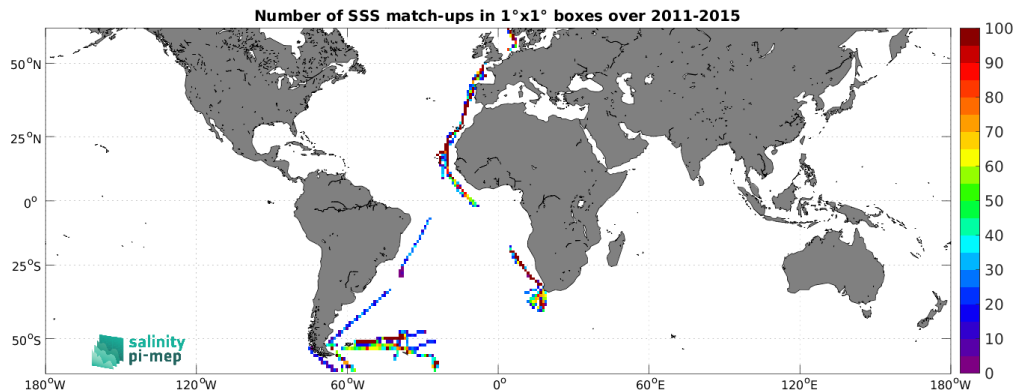 Number of SSS match-ups in 1°x1° boxes over 2011-2015
50°N
25°N
0°
25°S
50°S
180°W
120°W
60°W
0°
60°E
120°E
180°W
100
90
80
70
60
50
40
30
20
10
0
salinity
pi-mep